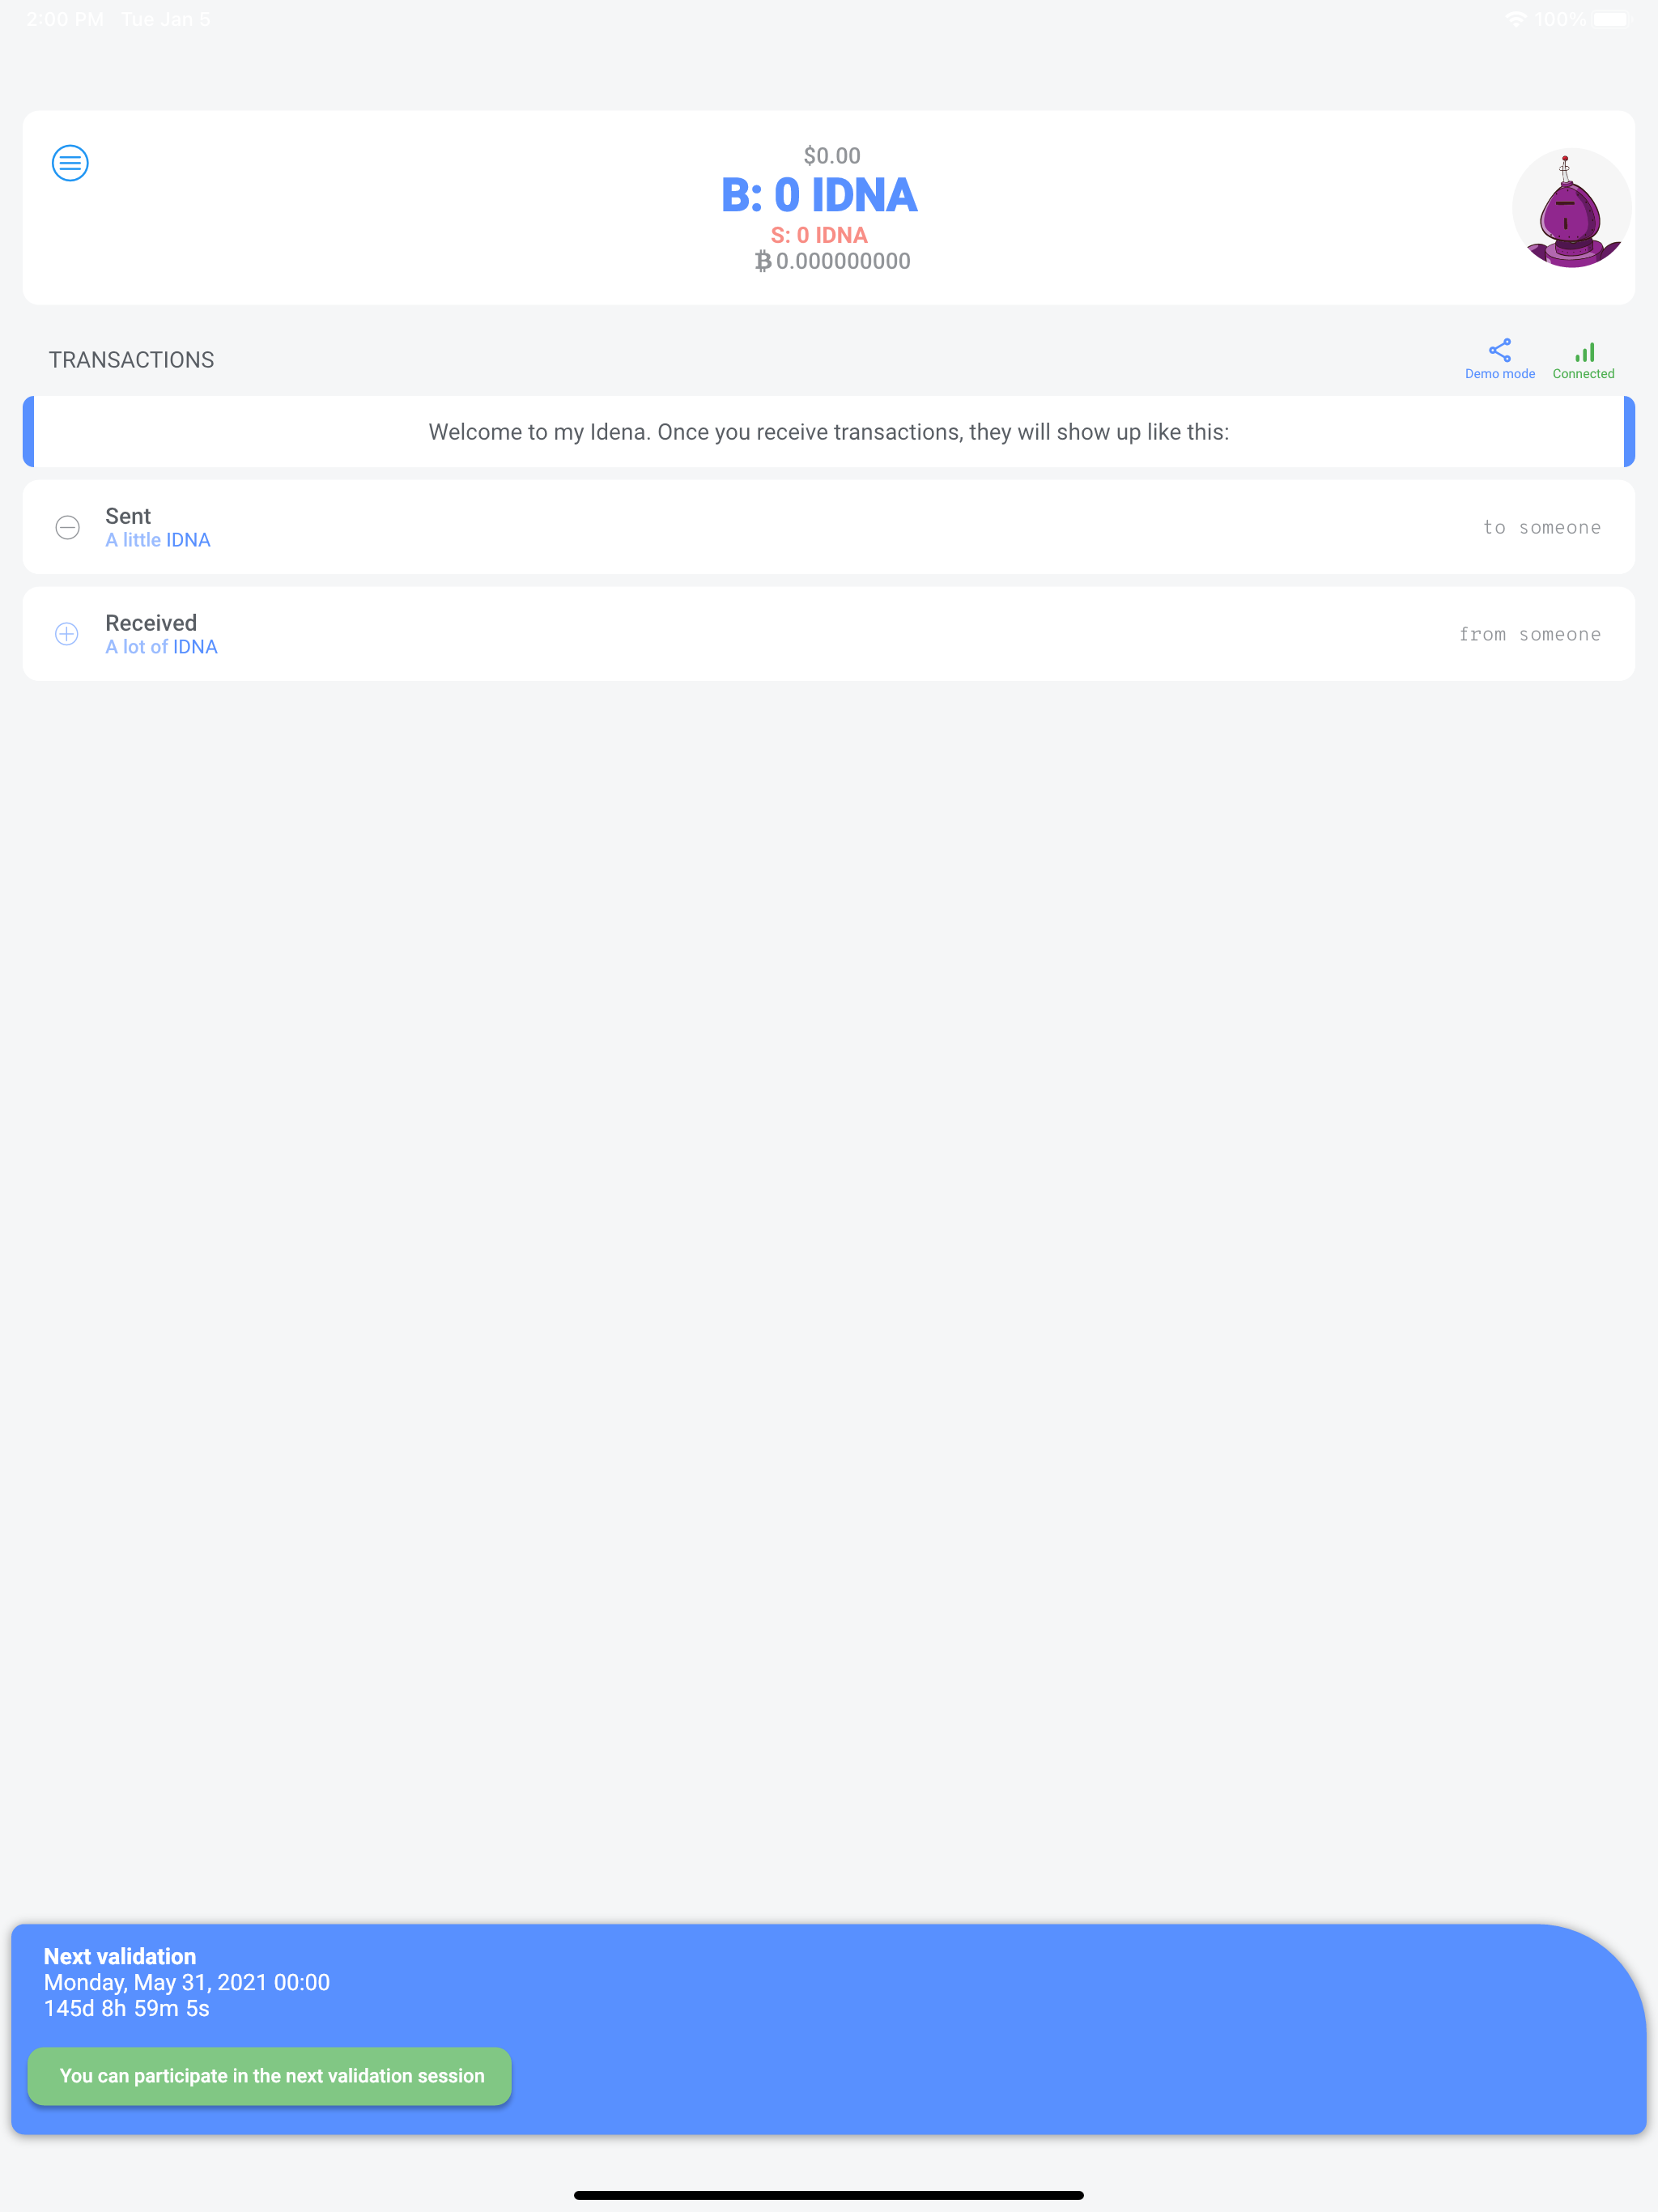 2:00 PM Tue Jan 5 100%
$0.00
B: 0 IDNA
S: 0 IDNA
₿0.000000000
TRANSACTIONS
Demo mode Connected
Welcome to my Idena. Once you receive transactions, they will show up like this:
Sent
A little IDNA
to someone
Received
A lot of IDNA
from someone
Next validation
Monday, May 31, 2021 00:00
145d 8h 59m 5s
You can participate in the next validation session